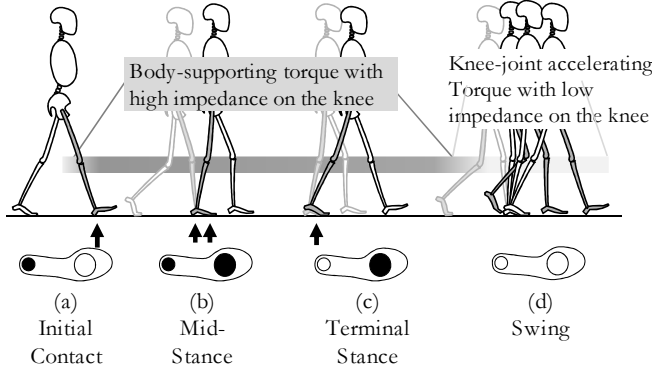 Body-supporting torque with
high impedance on the knee
Knee-joint accelerating
Torque with low
impedance on the knee
(a)
Initial
Contact
(b)
Mid-
Stance
(c)
Terminal
Stance
(d)
Swing